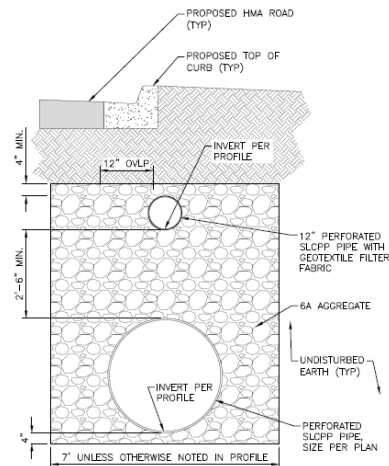 PROPOSED HMA ROAD
(TYP)
PROPOSED TOP OF
CURB (TYP)
4" MIN.
12" OVLP
INVERT PER
PROFILE
12" PERFORATED
SLCPP PIPE WITH
GEOTEXTILE FILTER
FABRIC
2'-6" MIN.
6A AGGREGATE
UNDISTURBED
EARTH (TYP)
INVERT PER
PROFILE
PERFORATED
SLCPP PIPE,
SIZE PER PLAN
4"
7' UNLESS OTHERWISE NOTED IN PROFILE